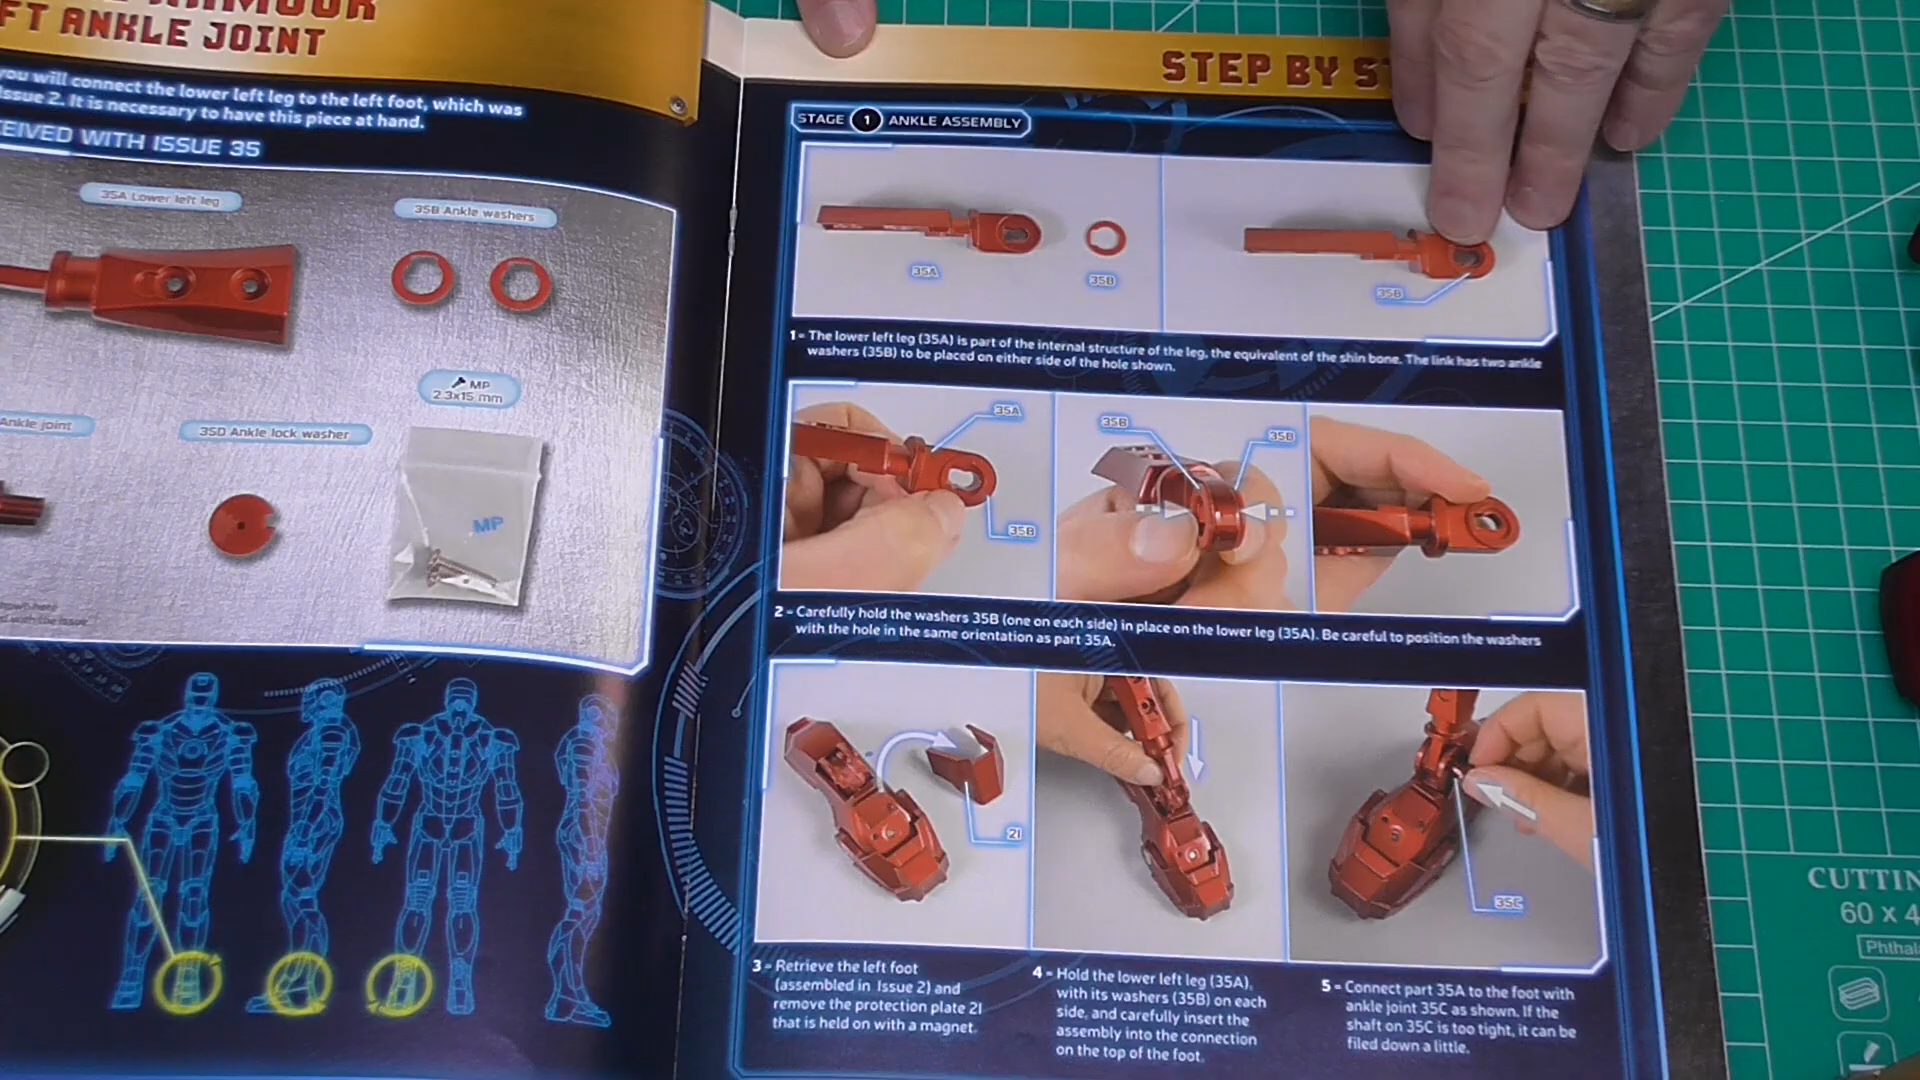 ARMOUR
FT ANKLE JOINT
you will connect the lower left leg to the left foot, which was
Issue 2. It is necessary to have this piece at hand.
CEIVED WITH ISSUE 35
35A Lower left leg
35B Ankle washers
MP
2.3x15 mm
Ankle joint
35D Ankle lock washer
MP
STEP BY ST
STAGE 1 ANKLE ASSEMBLY
35A
35B
35B
1 - The lower left leg (35A) is part of the internal structure of the leg, the equivalent of the shin bone. The link has two ankle
washers (35B) to be placed on either side of the hole shown.
35A
35B
35B
35B
2 - Carefully hold the washers 35B (one on each side) in place on the lower leg (35A). Be careful to position the washers
with the hole in the same orientation as part 35A.
2I
35C
3 - Retrieve the left foot
(assembled in Issue 2) and
remove the protection plate 2I
that is held on with a magnet.
4 - Hold the lower left leg (35A),
with its washers (35B) on each
side, and carefully insert the
assembly into the connection
on the top of the foot.
5 - Connect part 35A to the foot with
ankle joint 35C as shown. If the
shaft on 35C is too tight, it can be
filed down a little.
CUTTIN
60 x 4
Phthal